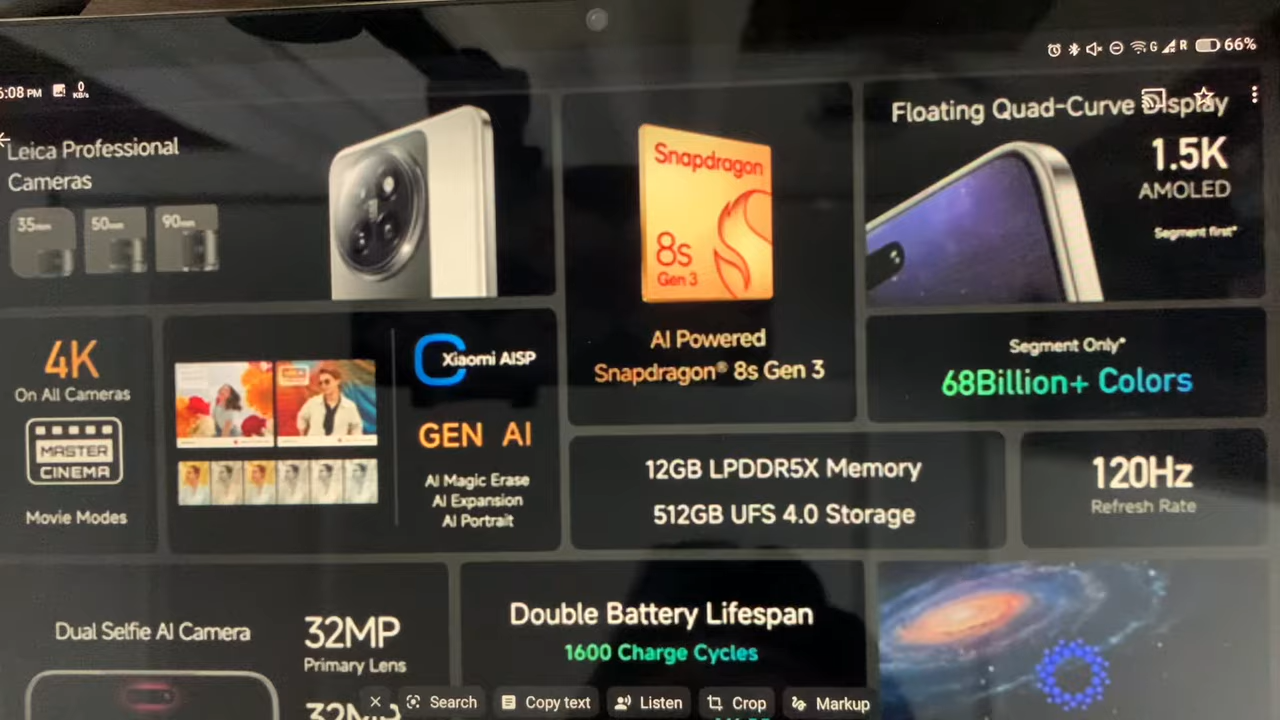 5:08 PM
0
KB/s
G
R
66%
Leica Professional
Cameras
35mm
50mm
90mm
Snapdragon
8s
Gen 3
AI Powered
Snapdragon® 8s Gen 3
Floating Quad-Curve Display
1.5K
AMOLED
Segment first*
4K
On All Cameras
MASTER
CINEMA
Movie Modes
Xiaomi AISP
GEN AI
AI Magic Erase
AI Expansion
AI Portrait
Segment Only*
68Billion+ Colors
12GB LPDDR5X Memory
512GB UFS 4.0 Storage
120Hz
Refresh Rate
Dual Selfie AI Camera
32MP
Primary Lens
32MP
Double Battery Lifespan
1600 Charge Cycles
Search
Copy text
Listen
Crop
Markup